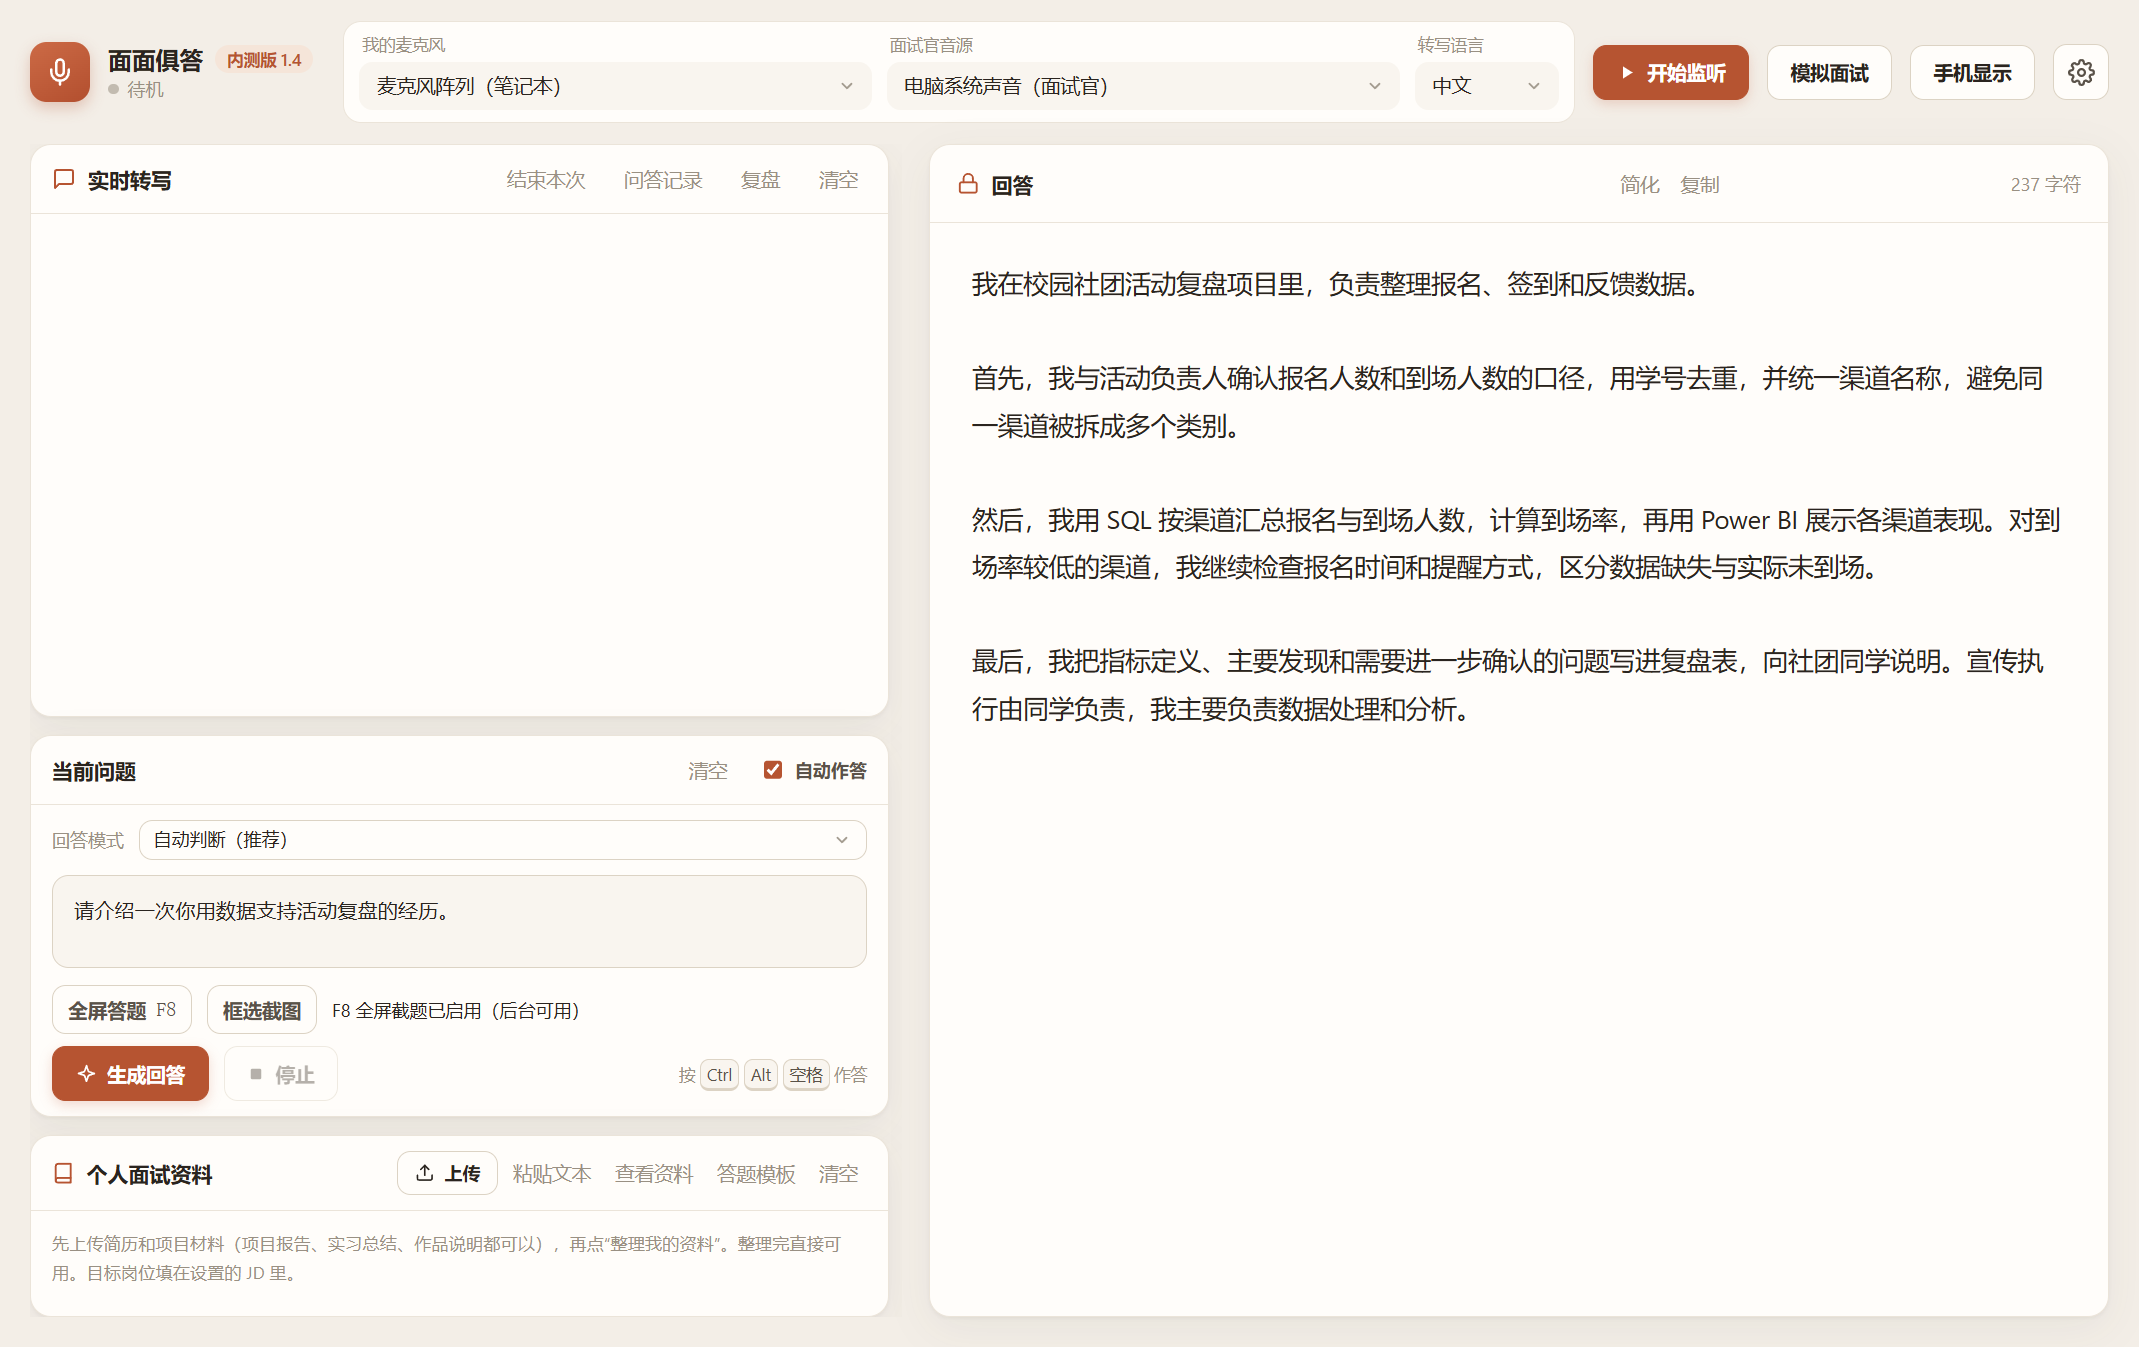 面面俱答
内测版 1.4
待机
我的麦克风
麦克风阵列（笔记本）
面试官音源
电脑系统声音（面试官）
转写语言
中文
开始监听
模拟面试
手机显示
实时转写
结束本次
问答记录
复盘
清空
当前问题
清空
自动作答
回答模式
自动判断（推荐）
请介绍一次你用数据支持活动复盘的经历。
全屏答题 F8
框选截图
F8 全屏截题已启用（后台可用）
生成回答
停止
按 Ctrl Alt 空格 作答
个人面试资料
上传
粘贴文本
查看资料
答题模板
清空
先上传简历和项目材料（项目报告、实习总结、作品说明都可以），再点“整理我的资料”。整理完直接可
用。目标岗位填在设置的 JD 里。
回答
简化
复制
237 字符
我在校园社团活动复盘项目里，负责整理报名、签到和反馈数据。
首先，我与活动负责人确认报名人数和到场人数的口径，用学号去重，并统一渠道名称，避免同
一渠道被拆成多个类别。
然后，我用 SQL 按渠道汇总报名与到场人数，计算到场率，再用 Power BI 展示各渠道表现。对到
场率较低的渠道，我继续检查报名时间和提醒方式，区分数据缺失与实际未到场。
最后，我把指标定义、主要发现和需要进一步确认的问题写进复盘表，向社团同学说明。宣传执
行由同学负责，我主要负责数据处理和分析。